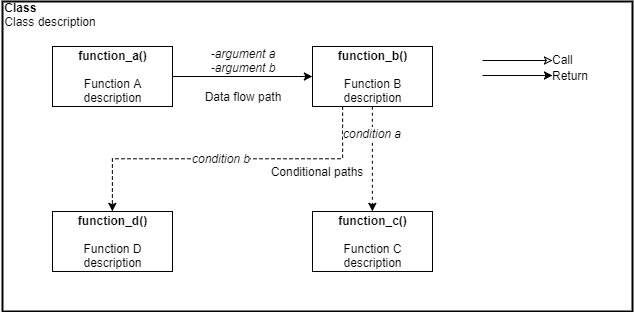 Class
Class description
function_a()
Function A
description
-argument a
-argument b
Data flow path
function_b()
Function B
description
Call
Return
condition a
condition b
Conditional paths
function_d()
Function D
description
function_c()
Function C
description